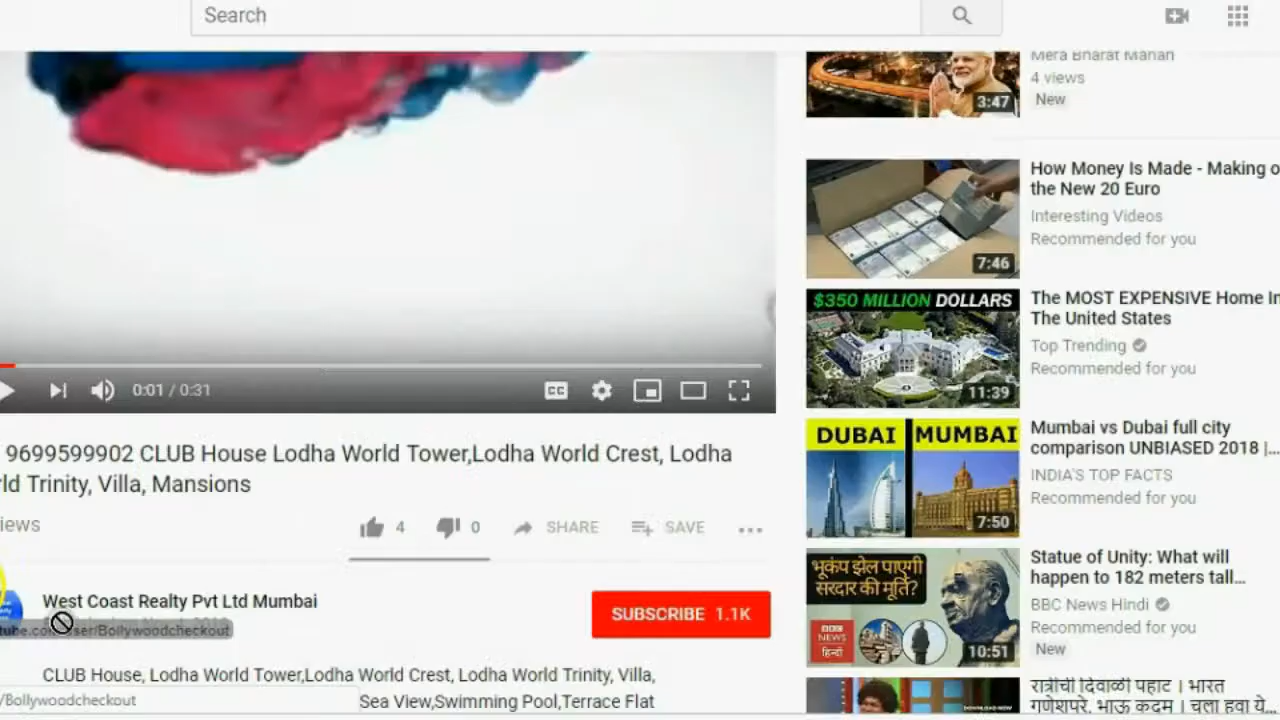 Search
0:01 / 0:31
CC
9699599902 CLUB House Lodha World Tower,Lodha World Crest, Lodha
ld Trinity, Villa, Mansions
iews
4
0
SHARE
SAVE
West Coast Realty Pvt Ltd Mumbai
SUBSCRIBE 1.1K
CLUB House, Lodha World Tower,Lodha World Crest, Lodha World Trinity, Villa,
/Bollywoodcheckout
Sea View,Swimming Pool,Terrace Flat
Mera Bharat Mahan
4 views
New
3:47
How Money Is Made - Making o
the New 20 Euro
Interesting Videos
Recommended for you
7:46
$350 MILLION DOLLARS
11:39
The MOST EXPENSIVE Home In
The United States
Top Trending
Recommended for you
DUBAI MUMBAI
7:50
Mumbai vs Dubai full city
comparison UNBIASED 2018 |...
INDIA'S TOP FACTS
Recommended for you
भूकंप झेल पाएगी
सरदार की मूर्ति?
BBC
NEWS
हिन्दी
10:51
Statue of Unity: What will
happen to 182 meters tall...
BBC News Hindi
Recommended for you
New
रात्रीची दिवाळी पहाट । भारत
गणेशपुरे, भाऊ कदम । चला हवा ये...